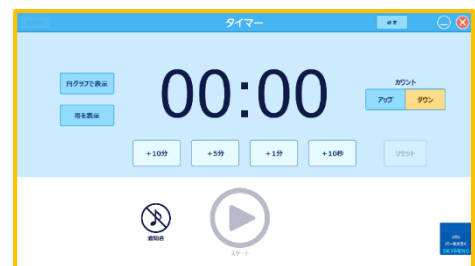 タイマー
円グラフで表示
帯を表示
00:00
カウント
アップ
ダウン
+10分
+5分
+1分
+10秒
リセット
通知音
スタート
SKYMENU